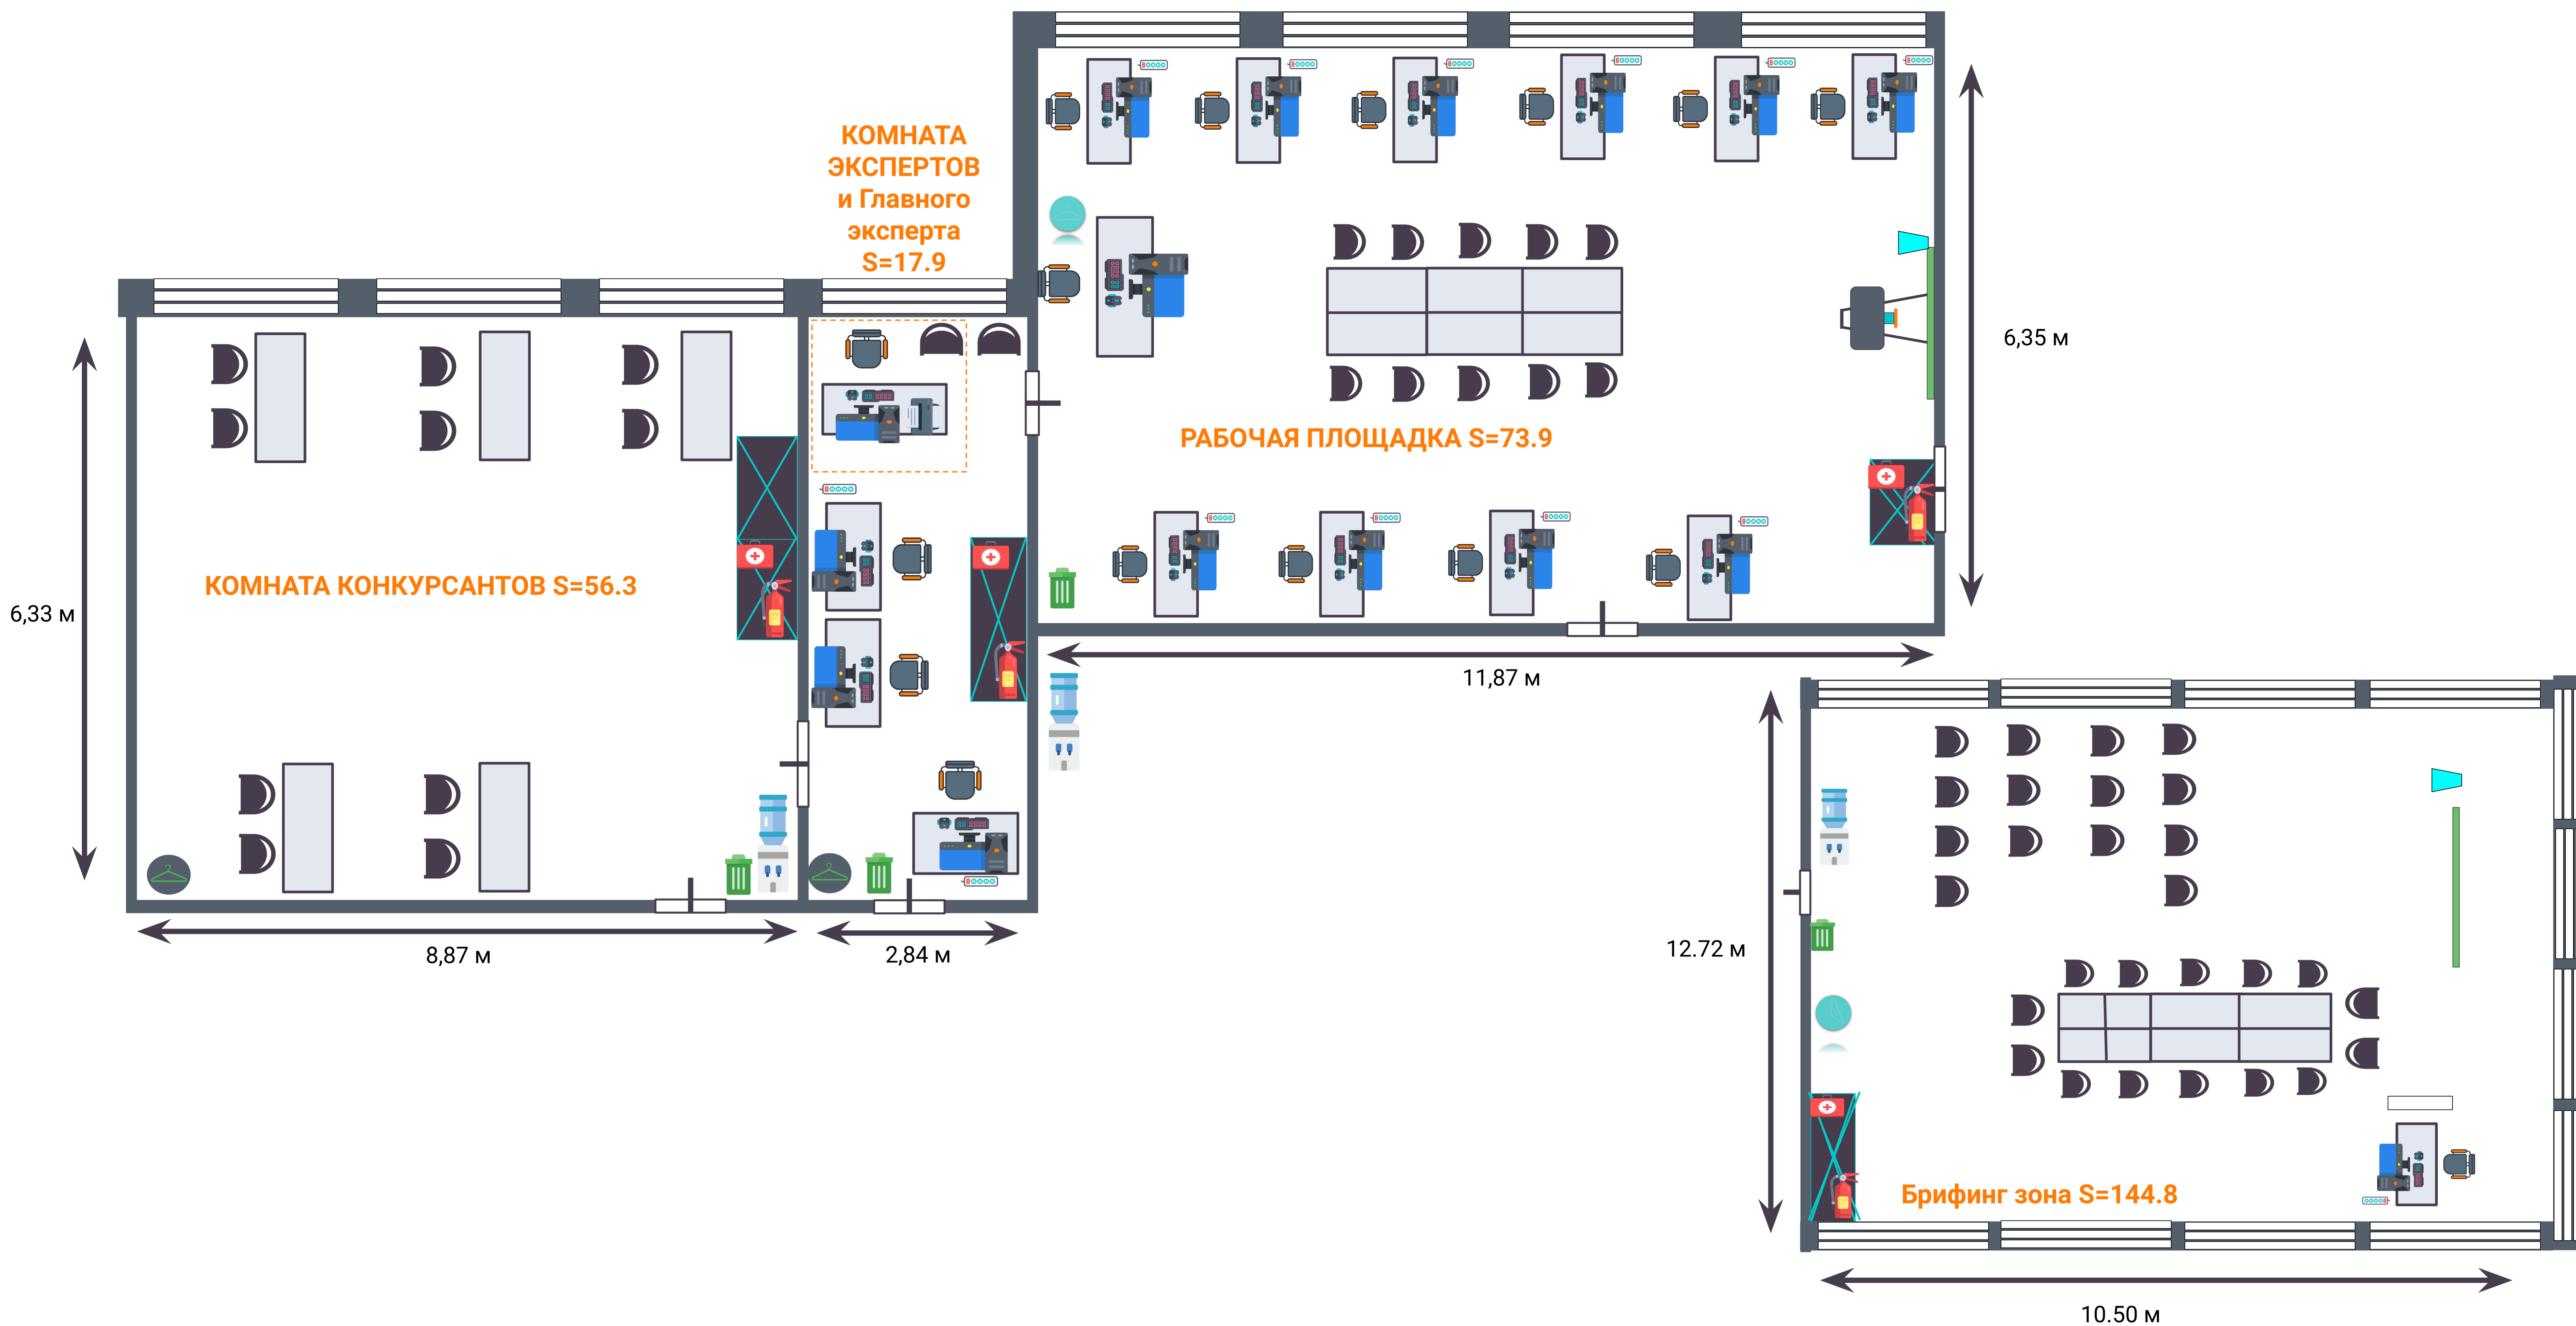 КОМНАТА
ЭКСПЕРТОВ
и Главного
эксперта
S=17.9
6,35 м
РАБОЧАЯ ПЛОЩАДКА S=73.9
КОМНАТА КОНКУРСАНТОВ S=56.3
6,33 м
11,87 м
8,87 м
2,84 м
12.72 м
Брифинг зона S=144.8
10.50 м